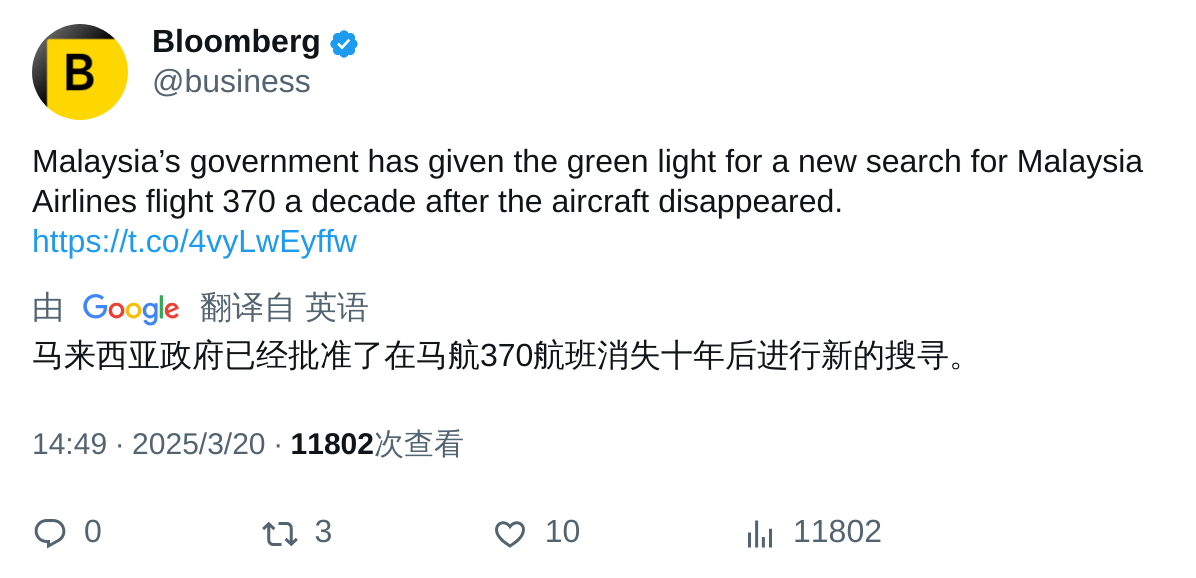 B
Bloomberg
@business
Malaysia’s government has given the green light for a new search for Malaysia
Airlines flight 370 a decade after the aircraft disappeared.
https://t.co/4vyLwEyffw
由 Google 翻译自 英语
马来西亚政府已经批准了在马航370航班消失十年后进行新的搜寻。
14:49 · 2025/3/20 · 11802次查看
0 3 10 11802